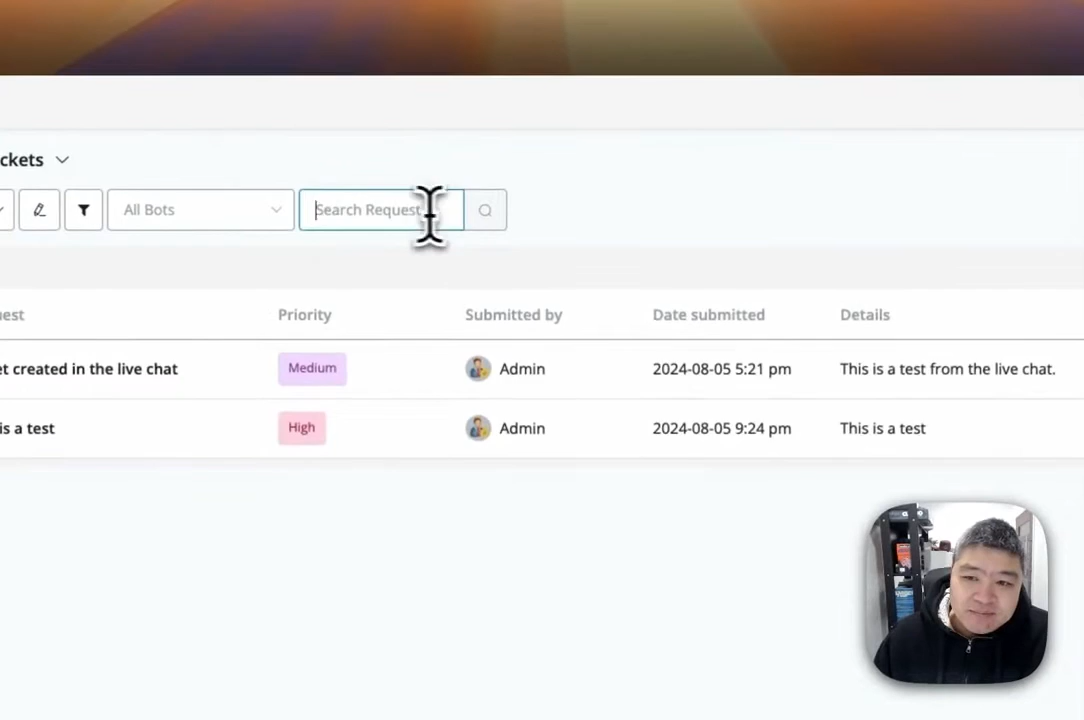 ckets
All Bots
Search Request
est
Priority
Submitted by
Date submitted
Details
et created in the live chat
Medium
Admin
2024-08-05 5:21 pm
This is a test from the live chat.
is a test
High
Admin
2024-08-05 9:24 pm
This is a test